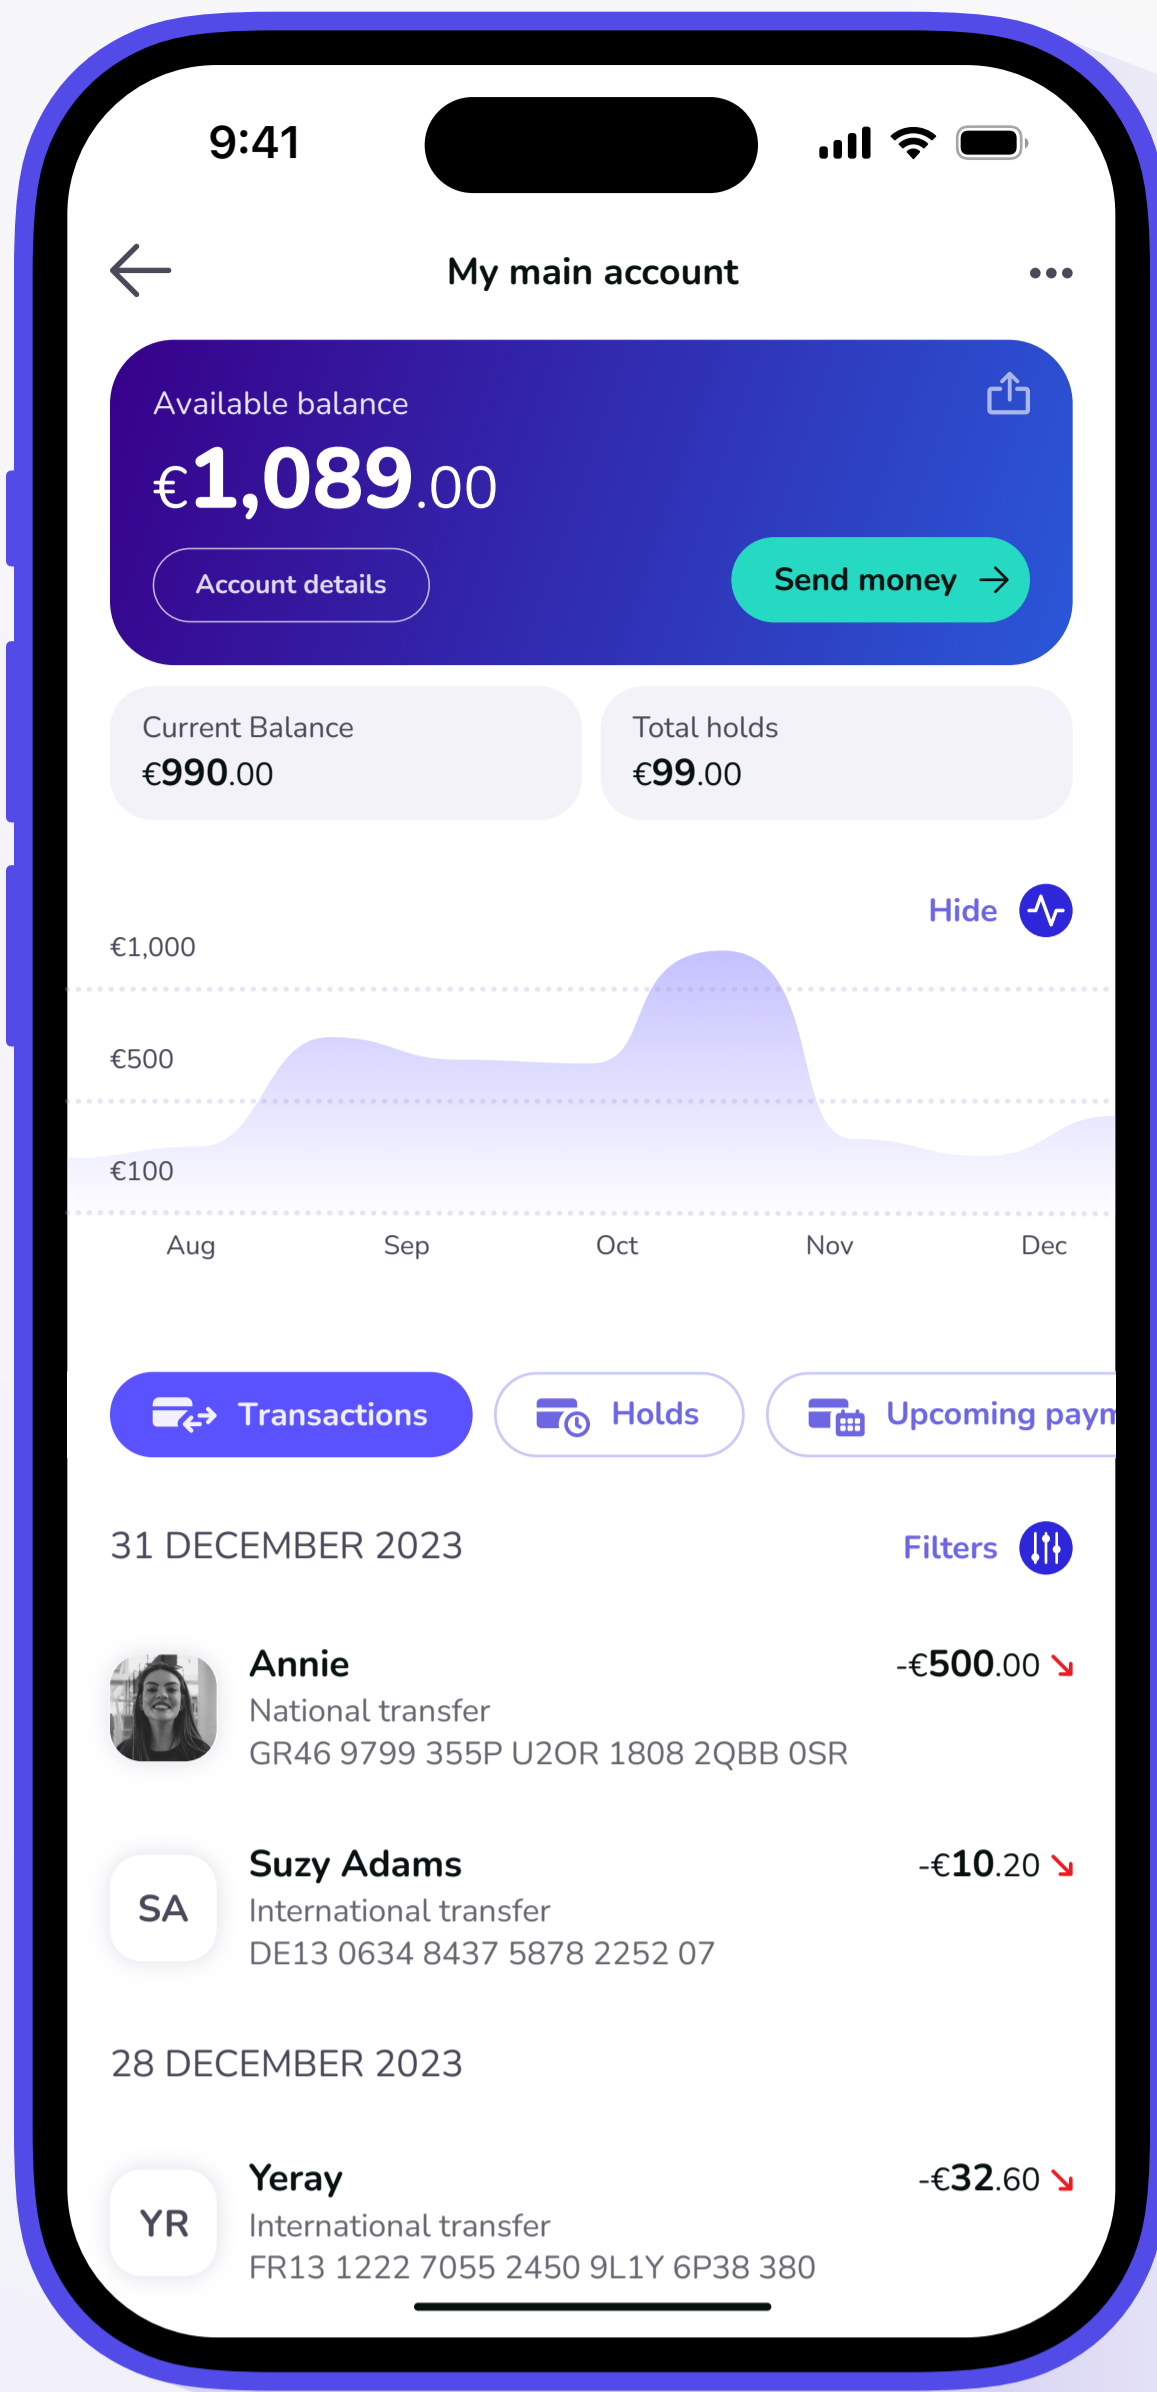 9:41
My main account
Available balance
€1,089.00
Account details
Send money
Current Balance
€990.00
Total holds
€99.00
Hide
€1,000
€500
€100
Aug Sep Oct Nov Dec
Transactions Holds Upcoming paym
31 DECEMBER 2023
Filters
Annie
-€500.00
National transfer
GR46 9799 355P U2OR 1808 2QBB 0SR
SA
Suzy Adams
-€10.20
International transfer
DE13 0634 8437 5878 2252 07
28 DECEMBER 2023
YR
Yeray
-€32.60
International transfer
FR13 1222 7055 2450 9L1Y 6P38 380